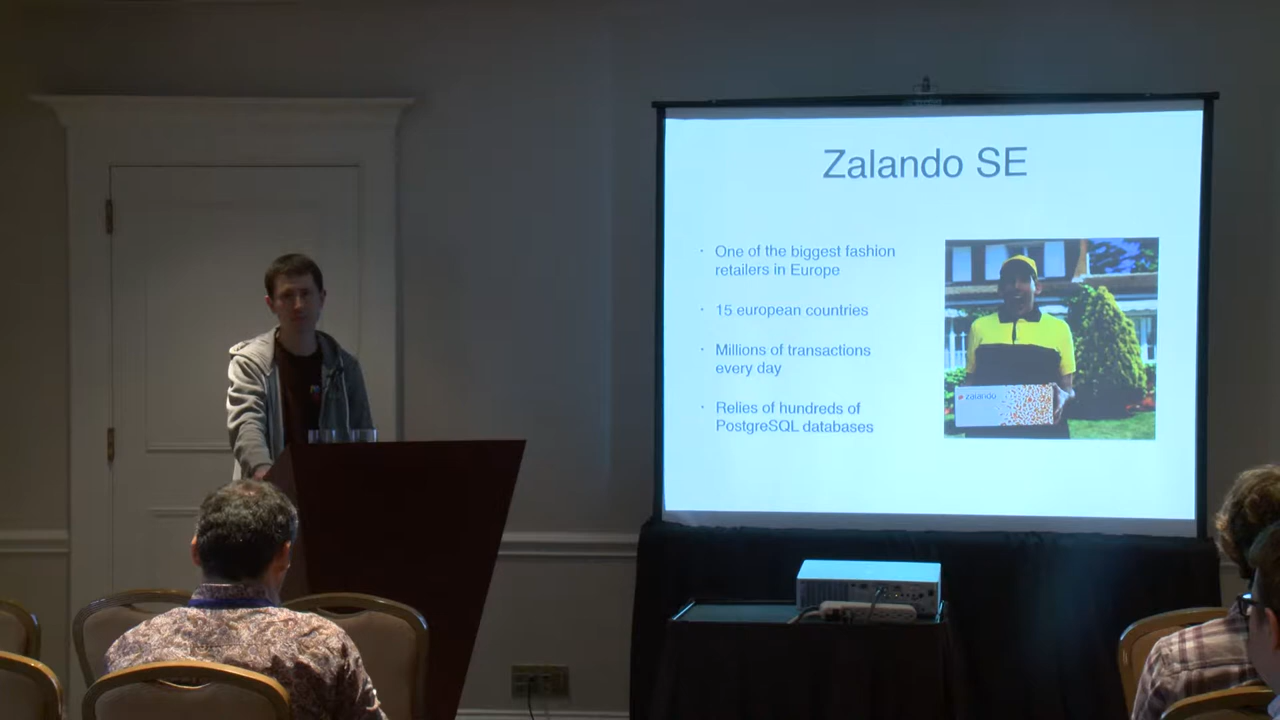 Zalando SE
· One of the biggest fashion
retailers in Europe
· 15 european countries
· Millions of transactions
every day
· Relies of hundreds of
PostgreSQL databases
zalando